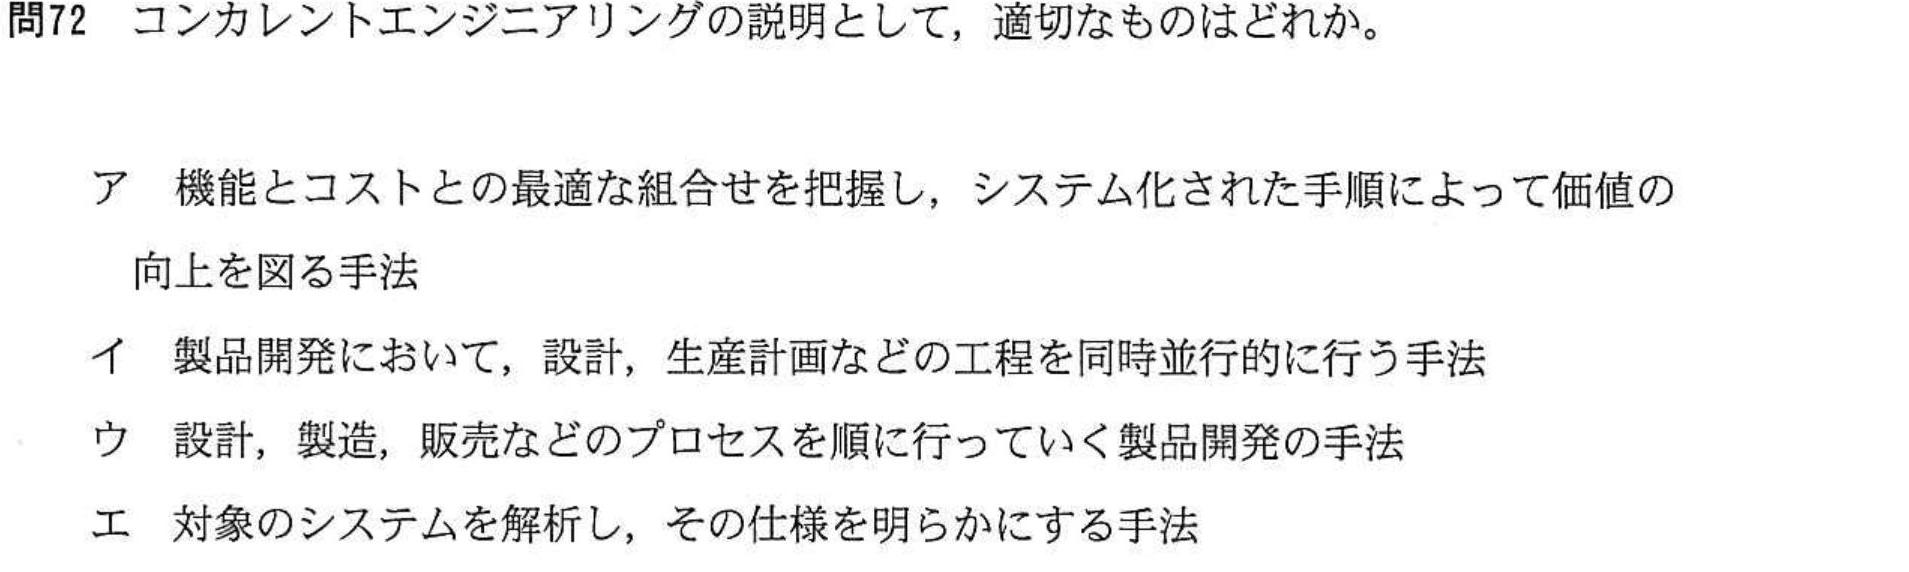 問72 コンカレントエンジニアリングの説明として，適切なものはどれか。
ア 機能とコストとの最適な組合せを把握し，システム化された手順によって価値の
向上を図る手法
イ 製品開発において，設計，生産計画などの工程を同時並行的に行う手法
ウ 設計，製造，販売などのプロセスを順に行っていく製品開発の手法
エ 対象のシステムを解析し，その仕様を明らかにする手法